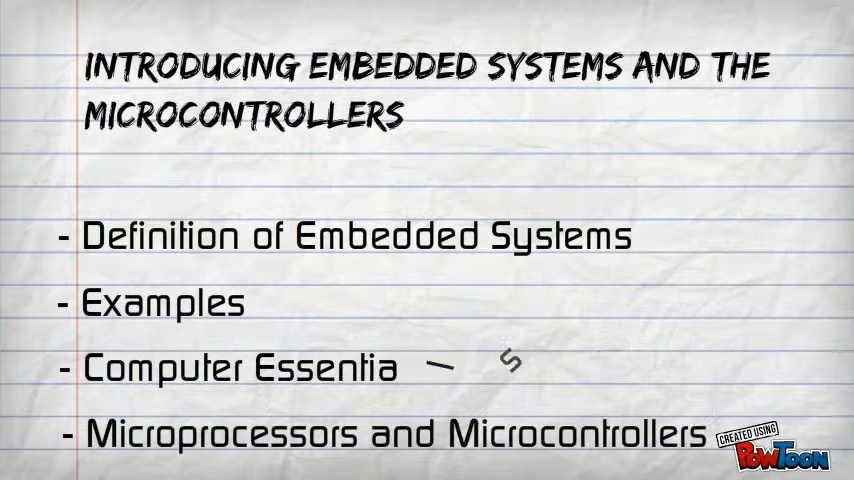 INTRODUCING EMBEDDED SYSTEMS AND THE
MICROCONTROLLERS
- Definition of Embedded Systems
- Examples
- Computer Essentia l s
- Microprocessors and Microcontrollers
CREATED USING
POWTOON